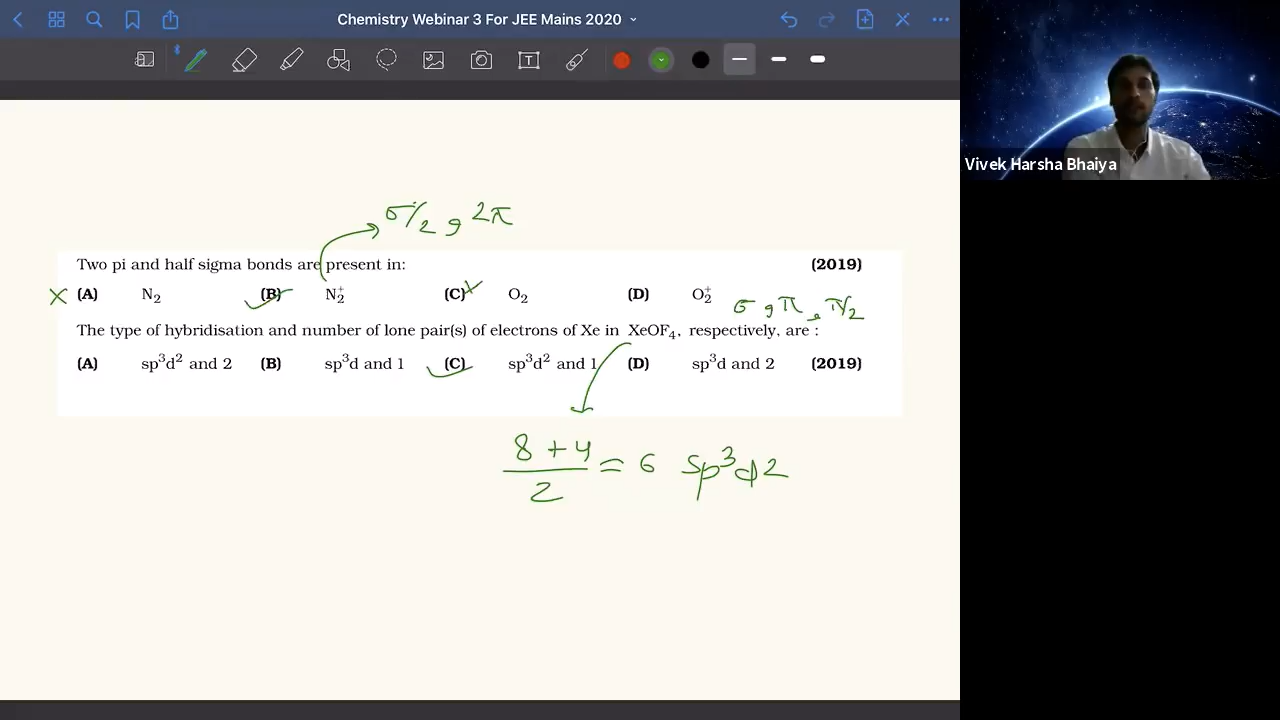 Chemistry Webinar 3 For JEE Mains 2020
T
Vivek Harsha Bhaiya
σ/2 , 2π
Two pi and half sigma bonds are present in: (2019)
× (A) N₂ (B) N₂⁺ (C) O₂ (D) O₂⁺
σ, π, π/2
The type of hybridisation and number of lone pair(s) of electrons of Xe in XeOF₄, respectively, are :
(A) sp³d² and 2 (B) sp³d and 1 (C) sp³d² and 1 (D) sp³d and 2 (2019)
8 + 4
2
= 6 sp³d2